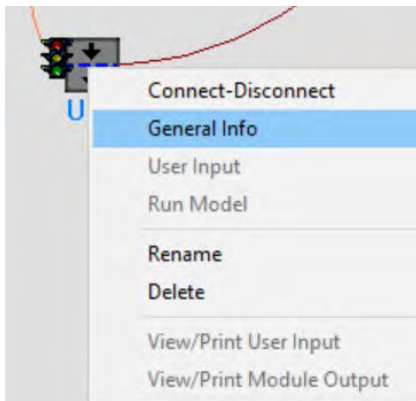 U
Connect-Disconnect
General Info
User Input
Run Model
Rename
Delete
View/Print User Input
View/Print Module Output